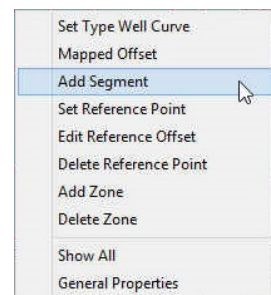 Set Type Well Curve
Mapped Offset
Add Segment
Set Reference Point
Edit Reference Offset
Delete Reference Point
Add Zone
Delete Zone
Show All
General Properties